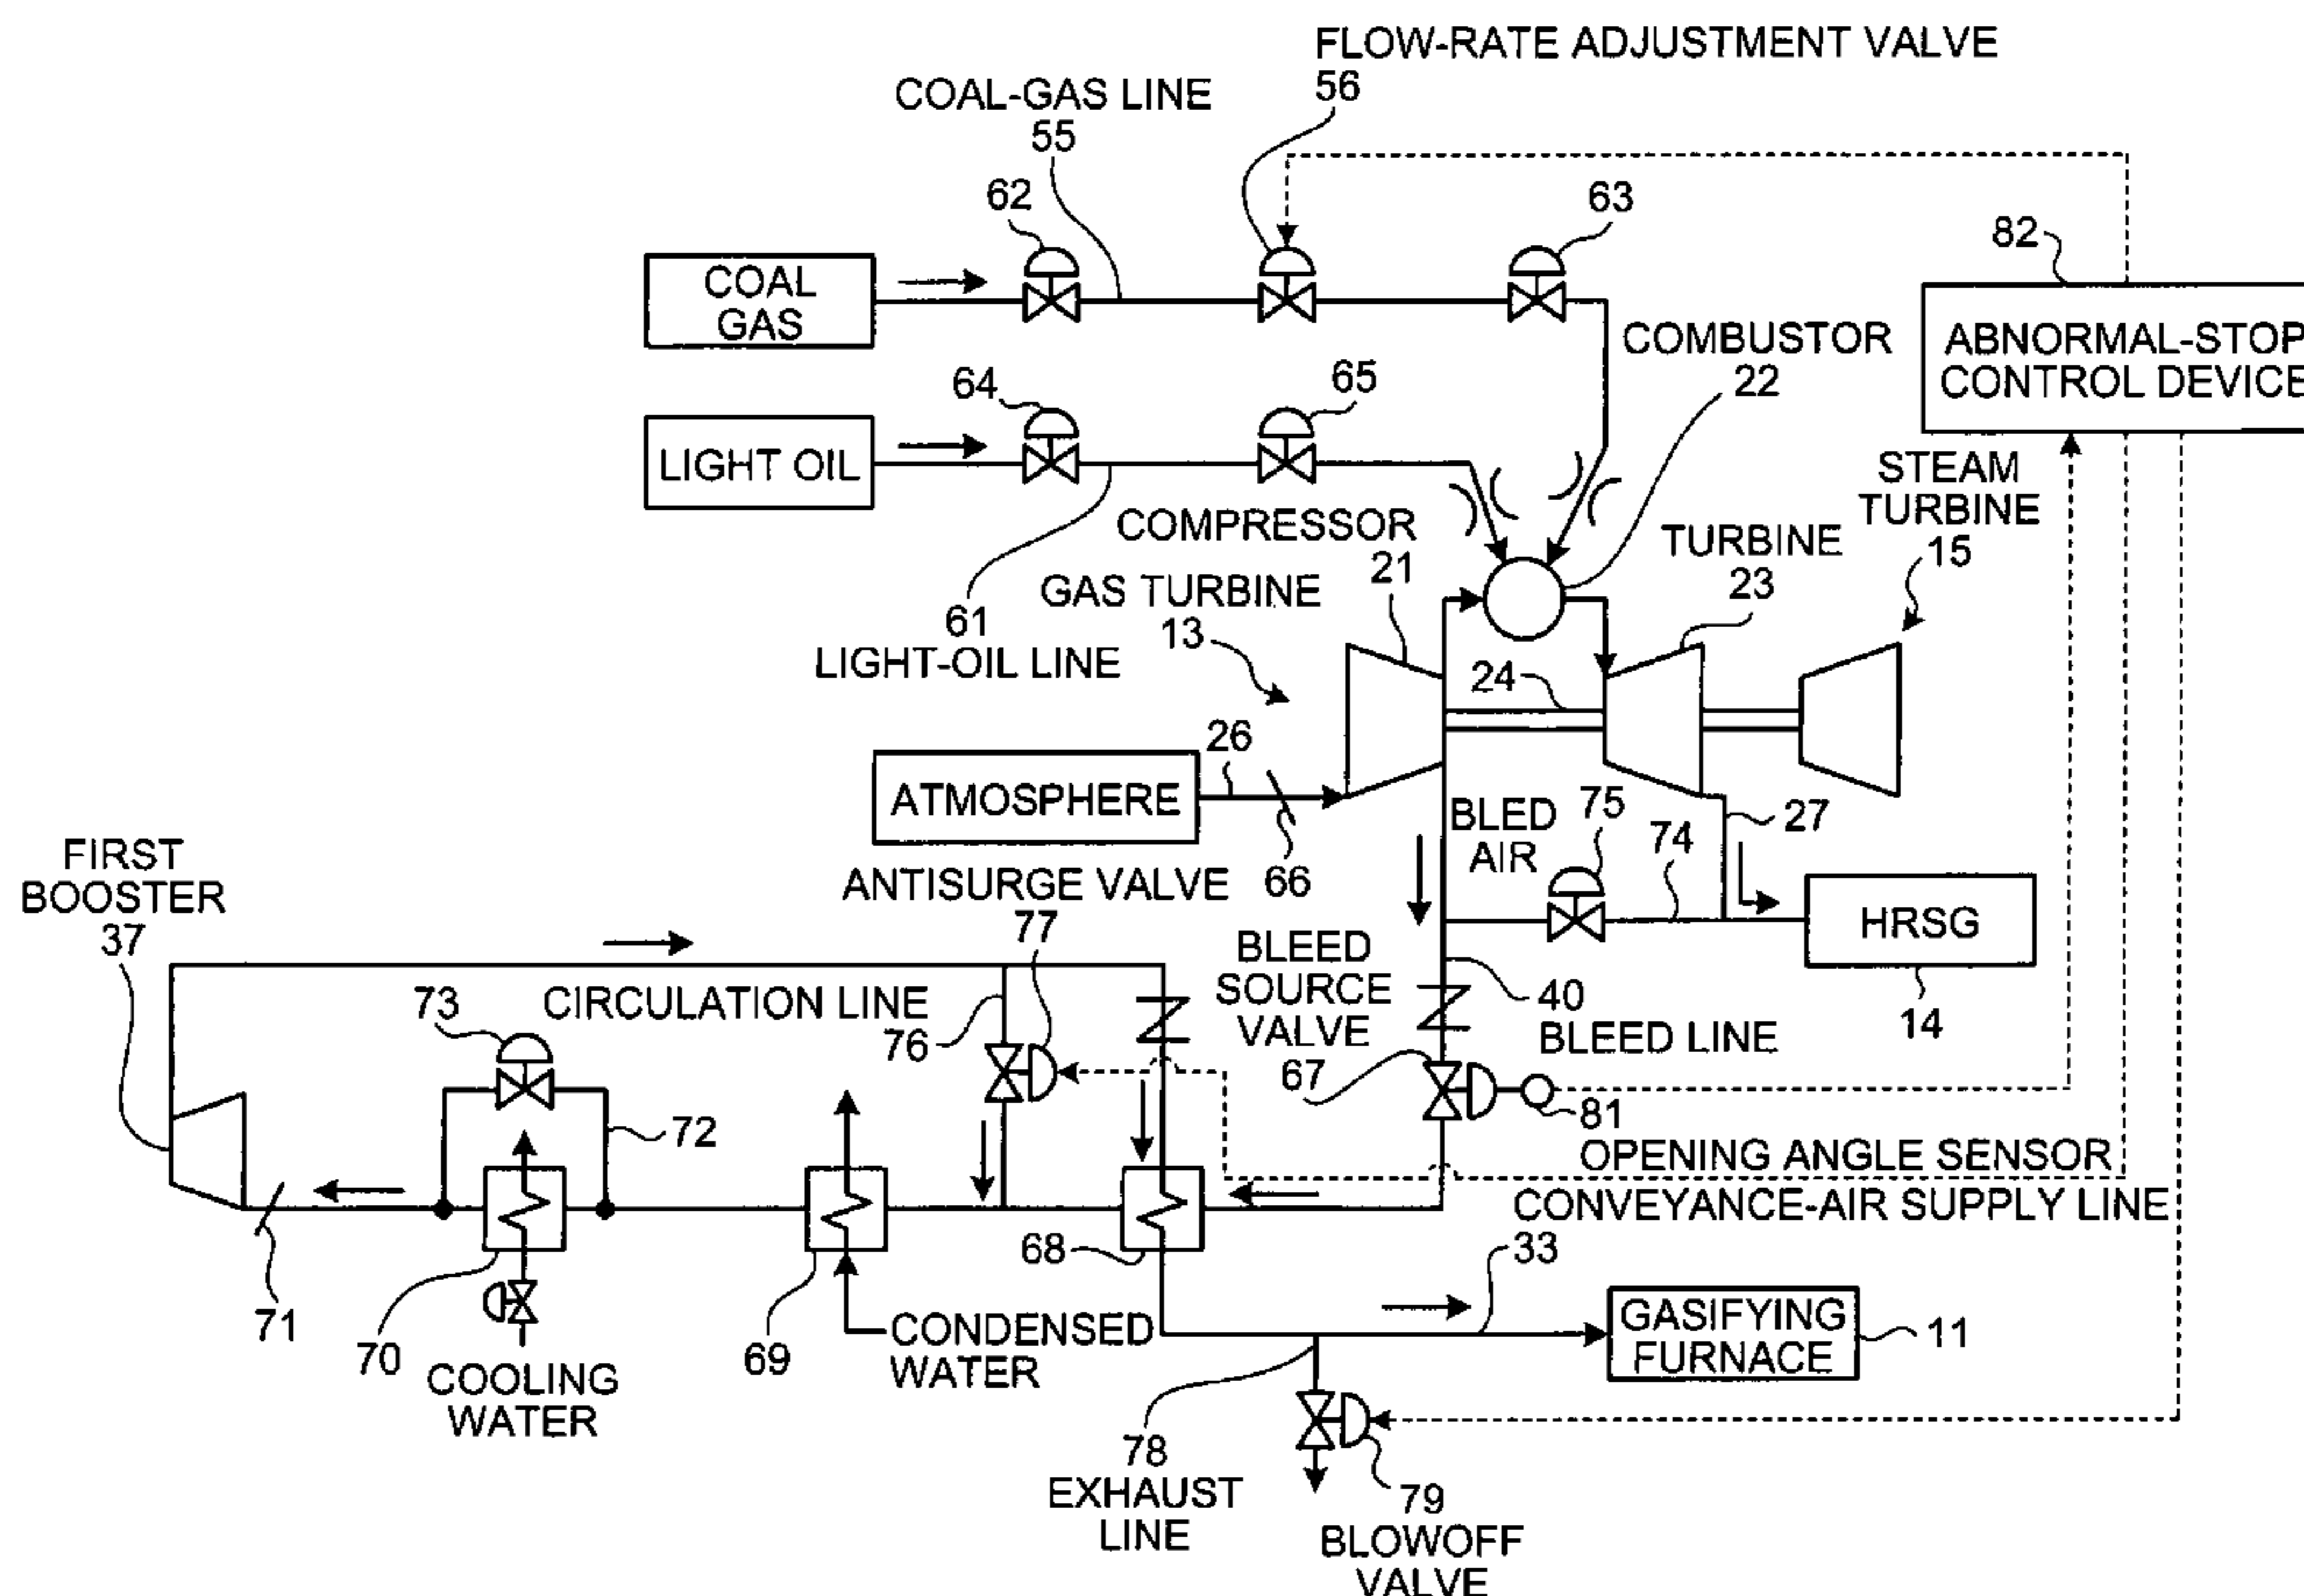 FLOW-RATE ADJUSTMENT VALVE
56
COAL-GAS LINE
55
62
63
82
COAL
GAS
COMBUSTOR
22
ABNORMAL-STOP
CONTROL DEVICE
64
65
LIGHT OIL
STEAM
TURBINE
15
COMPRESSOR
21
TURBINE
23
GAS TURBINE
13
61
LIGHT-OIL LINE
24
26
ATMOSPHERE
66
BLED
AIR
75
74
27
FIRST
BOOSTER
37
ANTISURGE VALVE
77
HRSG
14
BLEED
SOURCE
VALVE
67
73
CIRCULATION LINE
76
40
BLEED LINE
72
81
OPENING ANGLE SENSOR
CONVEYANCE-AIR SUPPLY LINE
33
68
71
70
COOLING
WATER
69
CONDENSED
WATER
GASIFYING
FURNACE
11
78
EXHAUST
LINE
79
BLOWOFF
VALVE